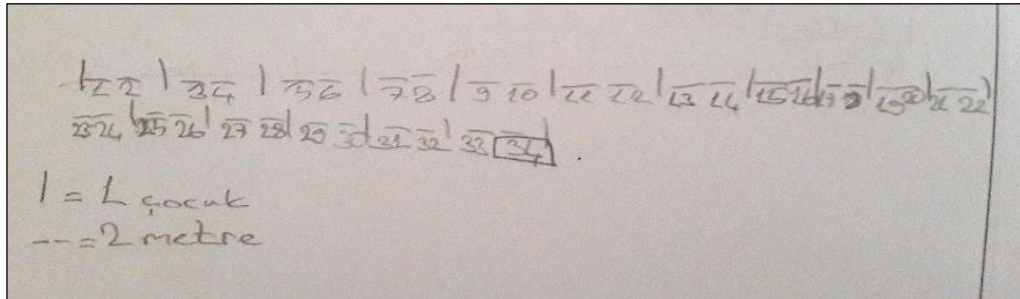 | 1 2 | 3 4 | 5 6 | 7 8 | 9 10 | 11 12 | 13 14 | 15 16 | 17 18 | 19 20 | 21 22 |
23 24 | 25 26 | 27 28 | 29 30 | 31 32 | 33 34 | .
| = 1 çocuk
-- = 2 metre